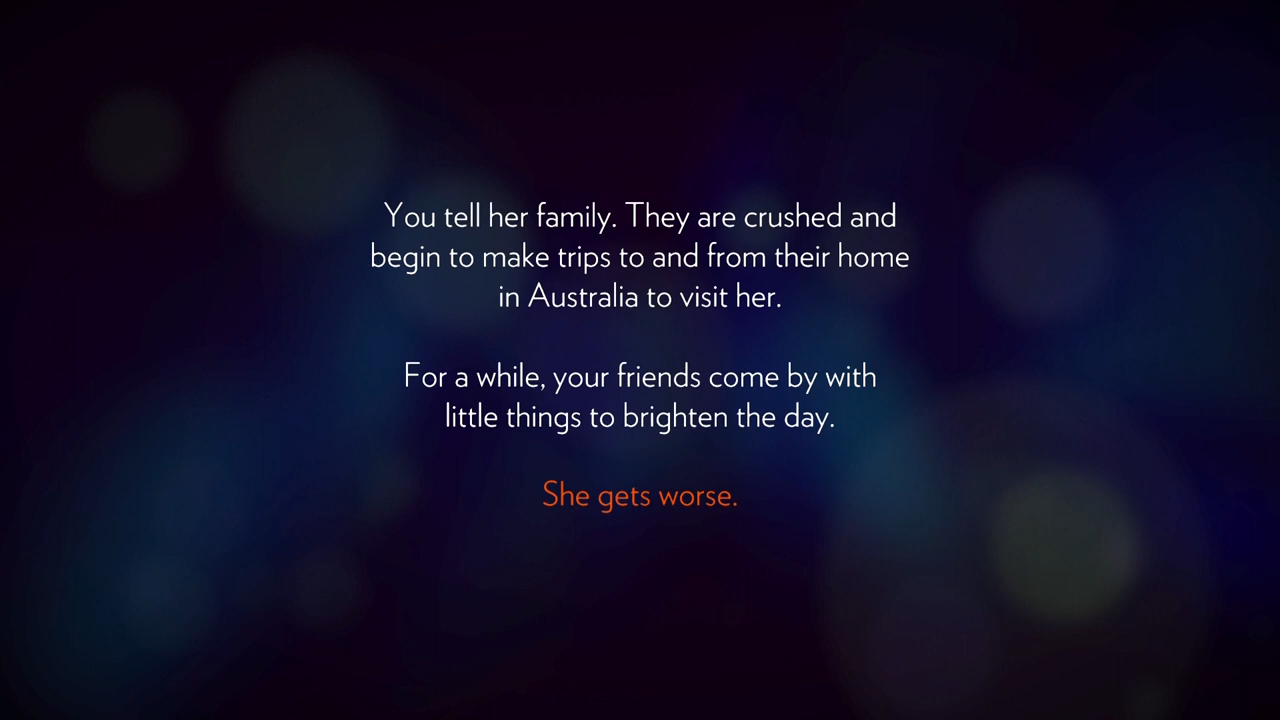 You tell her family. They are crushed and
begin to make trips to and from their home
in Australia to visit her.
For a while, your friends come by with
little things to brighten the day.
She gets worse.